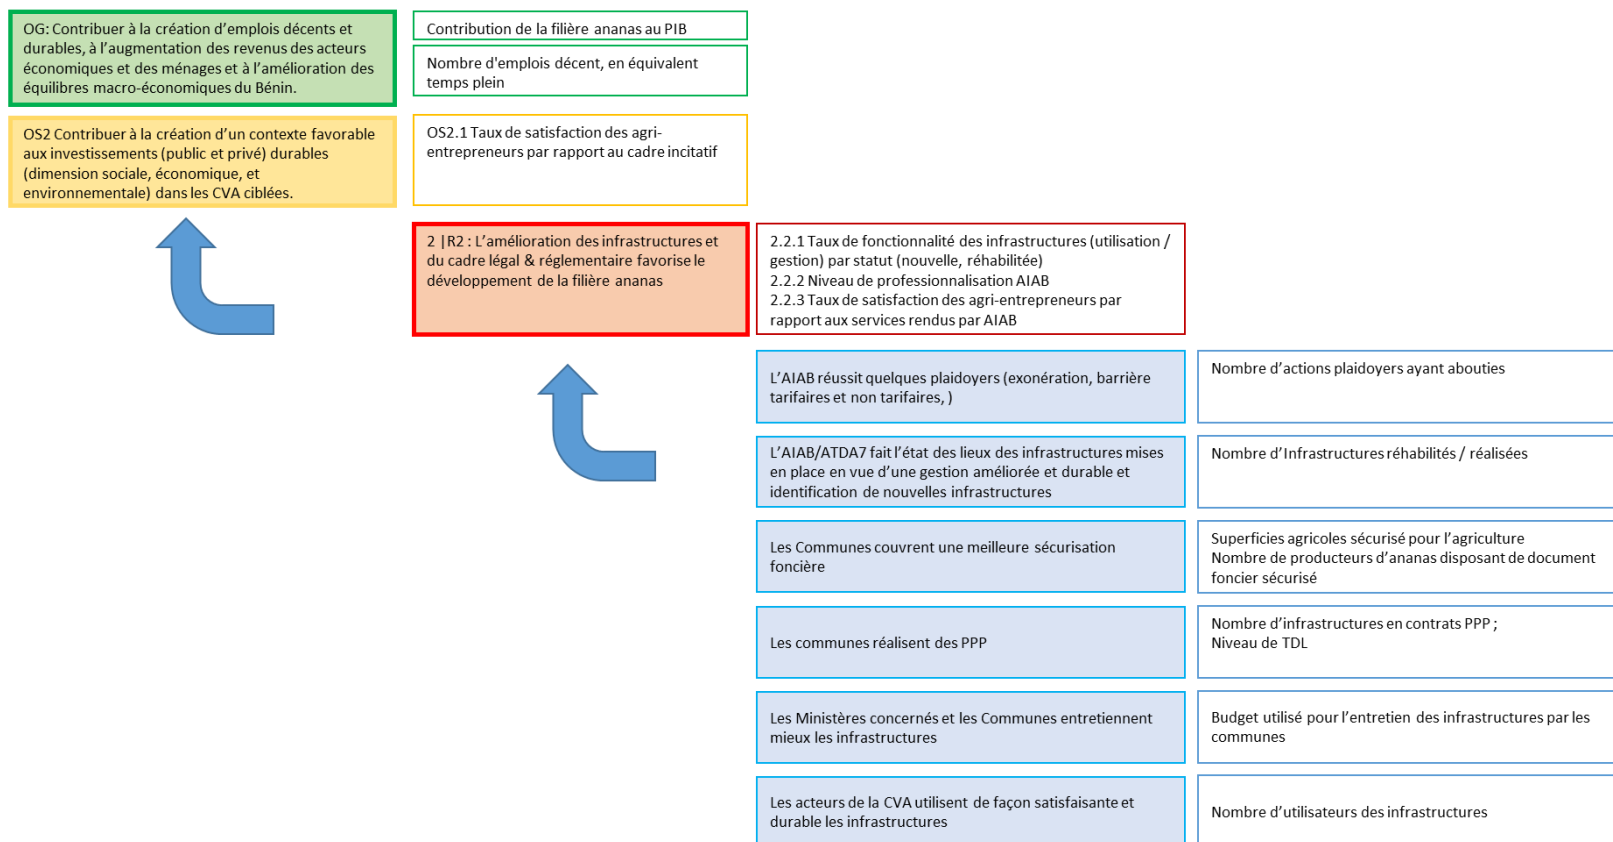 OG: Contribuer à la création d’emplois décents et
durables, à l’augmentation des revenus des acteurs
économiques et des ménages et à l’amélioration des
équilibres macro-économiques du Bénin.
Contribution de la filière ananas au PIB
Nombre d'emplois décent, en équivalent
temps plein
OS2 Contribuer à la création d’un contexte favorable
aux investissements (public et privé) durables
(dimension sociale, économique, et
environnementale) dans les CVA ciblées.
OS2.1 Taux de satisfaction des agri-
entrepreneurs par rapport au cadre incitatif
2 |R2 : L’amélioration des infrastructures et
du cadre légal & réglementaire favorise le
développement de la filière ananas
2.2.1 Taux de fonctionnalité des infrastructures (utilisation /
gestion) par statut (nouvelle, réhabilitée)
2.2.2 Niveau de professionnalisation AIAB
2.2.3 Taux de satisfaction des agri-entrepreneurs par
rapport aux services rendus par AIAB
L’AIAB réussit quelques plaidoyers (exonération, barrière
tarifaires et non tarifaires, )
Nombre d’actions plaidoyers ayant abouties
L’AIAB/ATDA7 fait l’état des lieux des infrastructures mises
en place en vue d’une gestion améliorée et durable et
identification de nouvelles infrastructures
Nombre d’Infrastructures réhabilités / réalisées
Les Communes couvrent une meilleure sécurisation
foncière
Superficies agricoles sécurisé pour l’agriculture
Nombre de producteurs d’ananas disposant de document
foncier sécurisé
Les communes réalisent des PPP
Nombre d’infrastructures en contrats PPP ;
Niveau de TDL
Les Ministères concernés et les Communes entretiennent
mieux les infrastructures
Budget utilisé pour l’entretien des infrastructures par les
communes
Les acteurs de la CVA utilisent de façon satisfaisante et
durable les infrastructures
Nombre d’utilisateurs des infrastructures